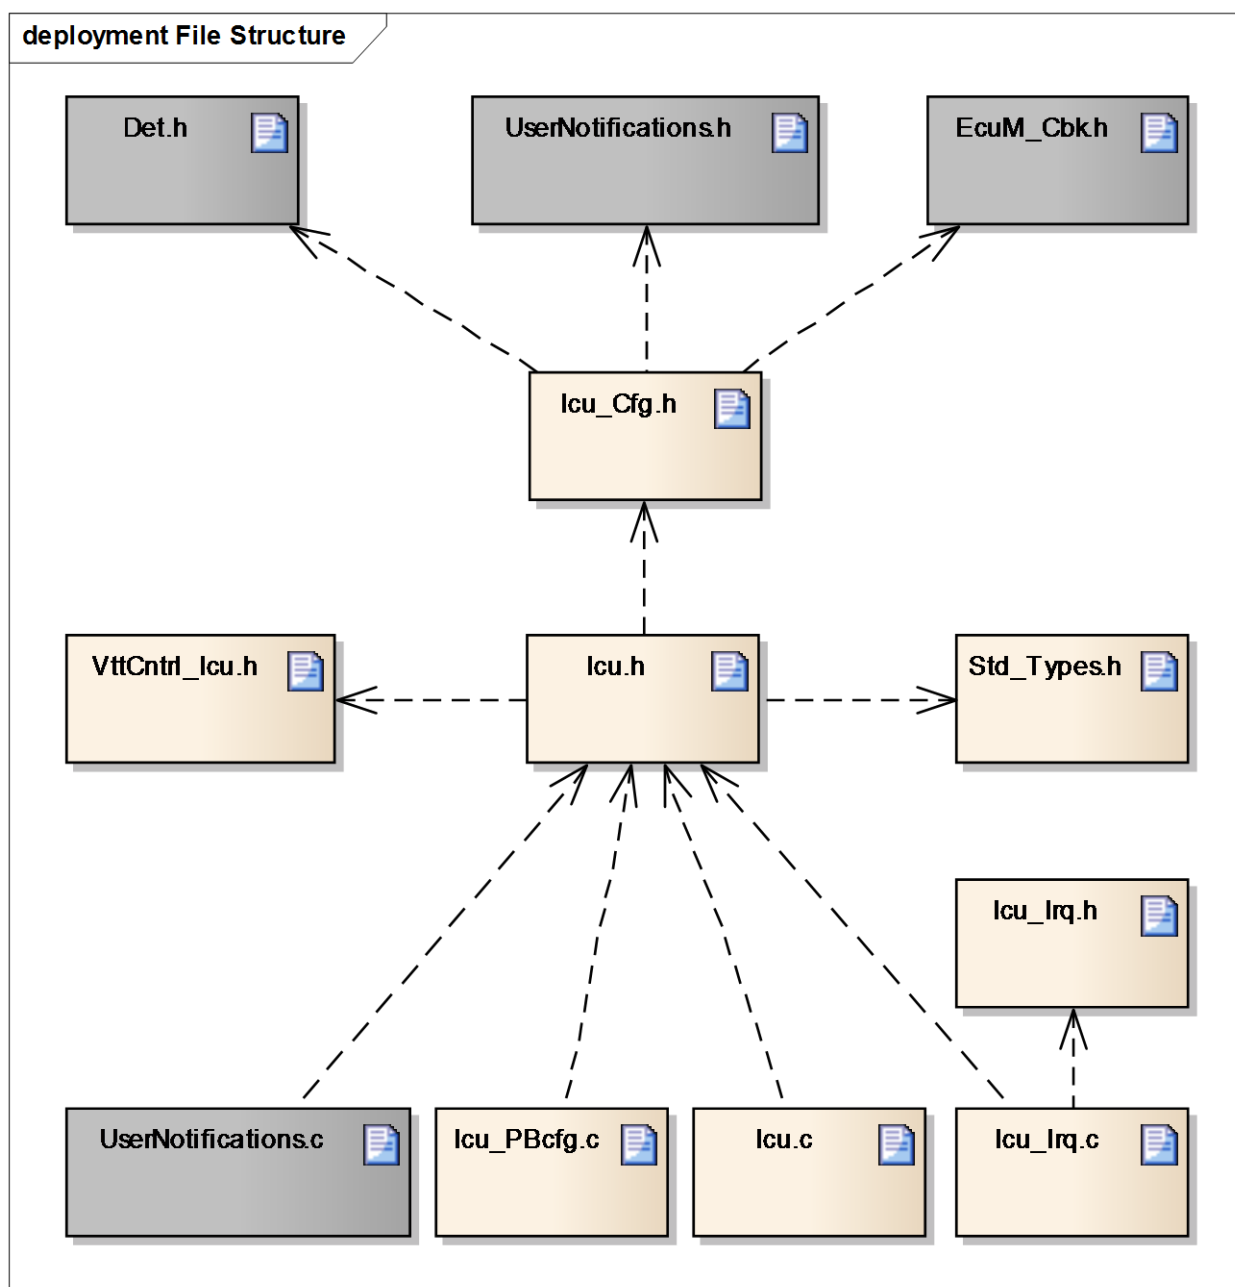 deployment File Structure
Det.h
UserNotifications.h
EcuM_Cbk.h
Icu_Cfg.h
VttCntrl_Icu.h
Icu.h
Std_Types.h
Icu_Irq.h
UserNotifications.c
Icu_PBcfg.c
Icu.c
Icu_Irq.c